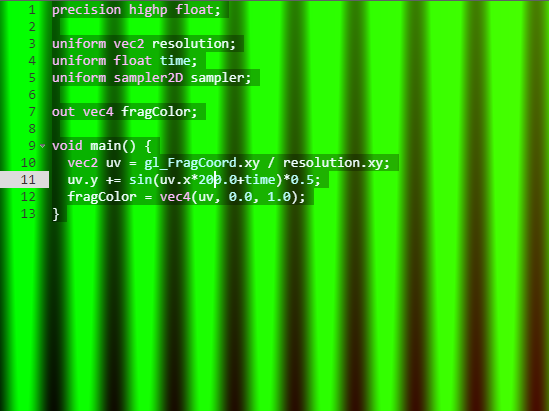 1 precision highp float;
2
3 uniform vec2 resolution;
4 uniform float time;
5 uniform sampler2D sampler;
6
7 out vec4 fragColor;
8
9 void main() {
10   vec2 uv = gl_FragCoord.xy / resolution.xy;
11   uv.y += sin(uv.x*200.0+time)*0.5;
12   fragColor = vec4(uv, 0.0, 1.0);
13 }